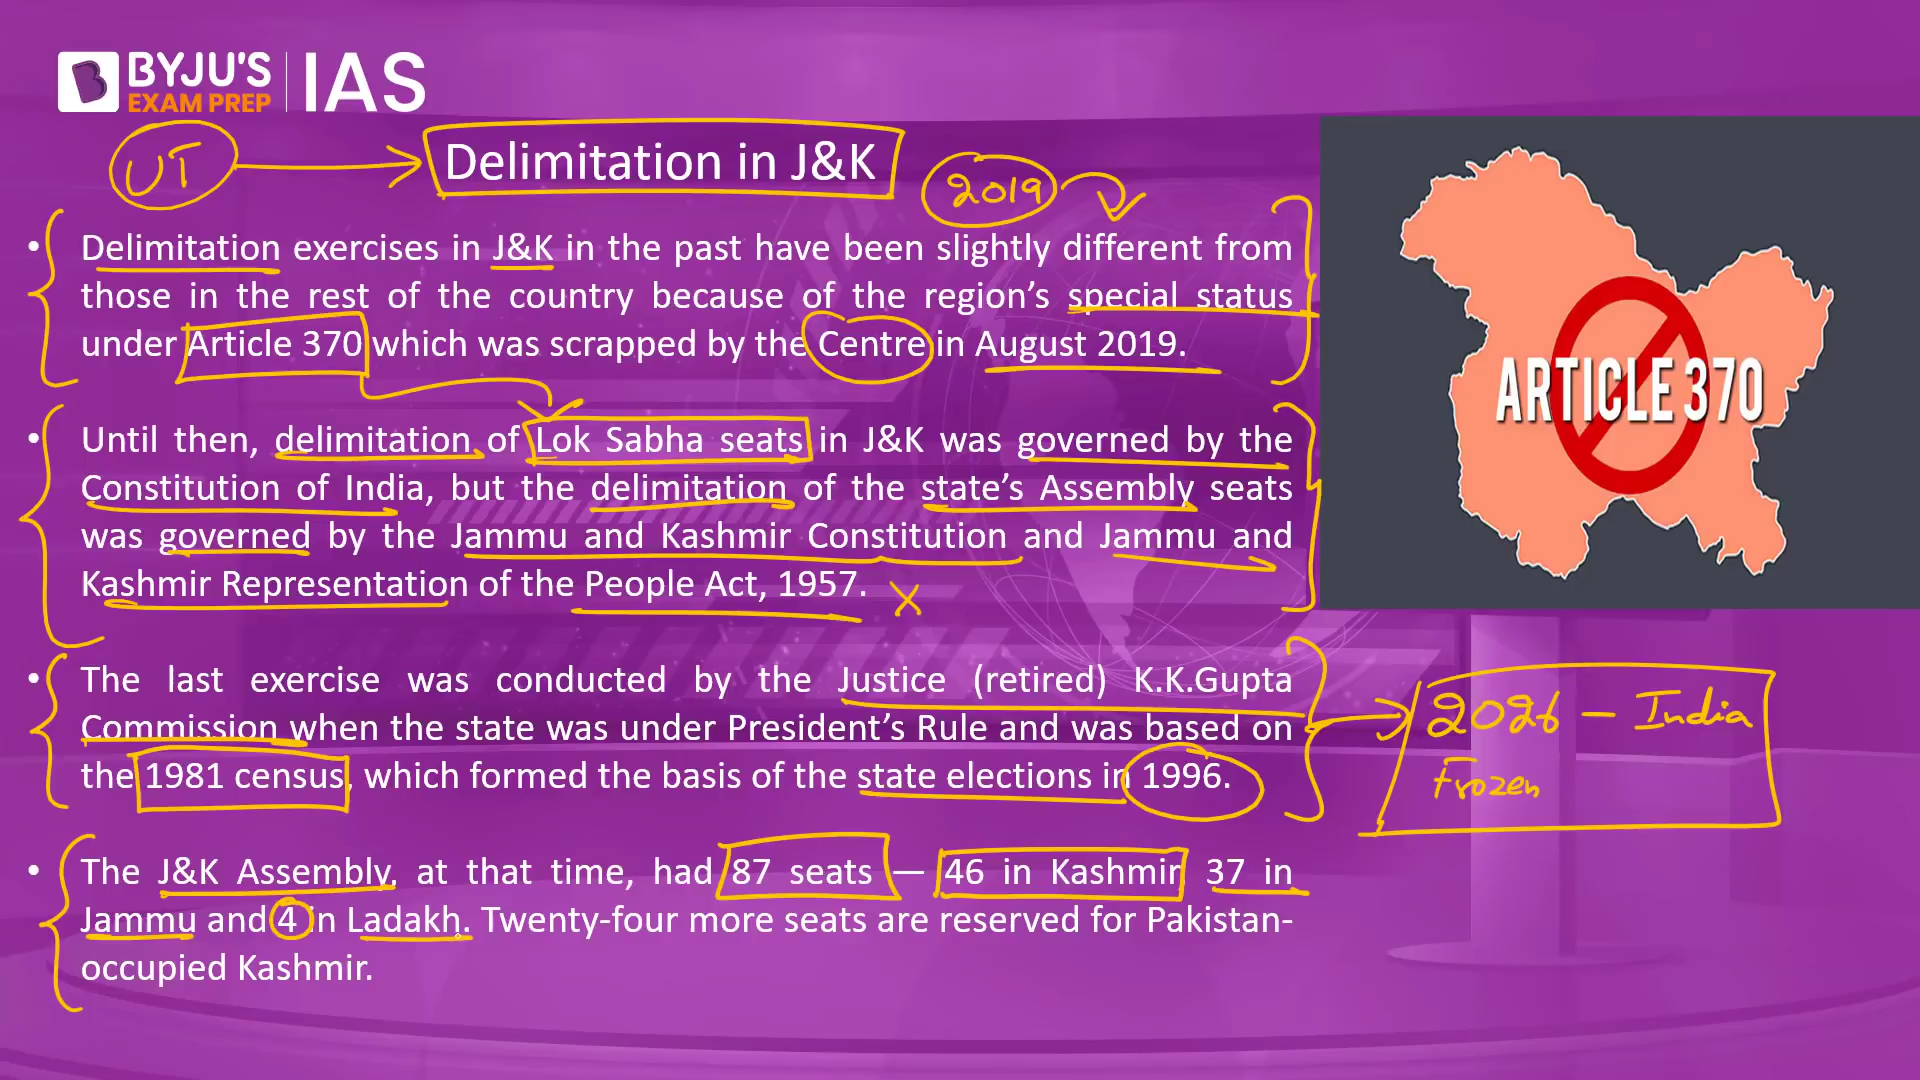 BYJU'S
EXAM PREP
IAS
UT
Delimitation in J&K
2019
• Delimitation exercises in J&K in the past have been slightly different from
those in the rest of the country because of the region’s special status
under Article 370 which was scrapped by the Centre in August 2019.
• Until then, delimitation of Lok Sabha seats in J&K was governed by the
Constitution of India, but the delimitation of the state’s Assembly seats
was governed by the Jammu and Kashmir Constitution and Jammu and
Kashmir Representation of the People Act, 1957. X
• The last exercise was conducted by the Justice (retired) K.K.Gupta
Commission when the state was under President’s Rule and was based on
the 1981 census, which formed the basis of the state elections in 1996.
• The J&K Assembly, at that time, had 87 seats — 46 in Kashmir, 37 in
Jammu and 4 in Ladakh. Twenty-four more seats are reserved for Pakistan-
occupied Kashmir.
ARTICLE 370
2026 – India
Frozen